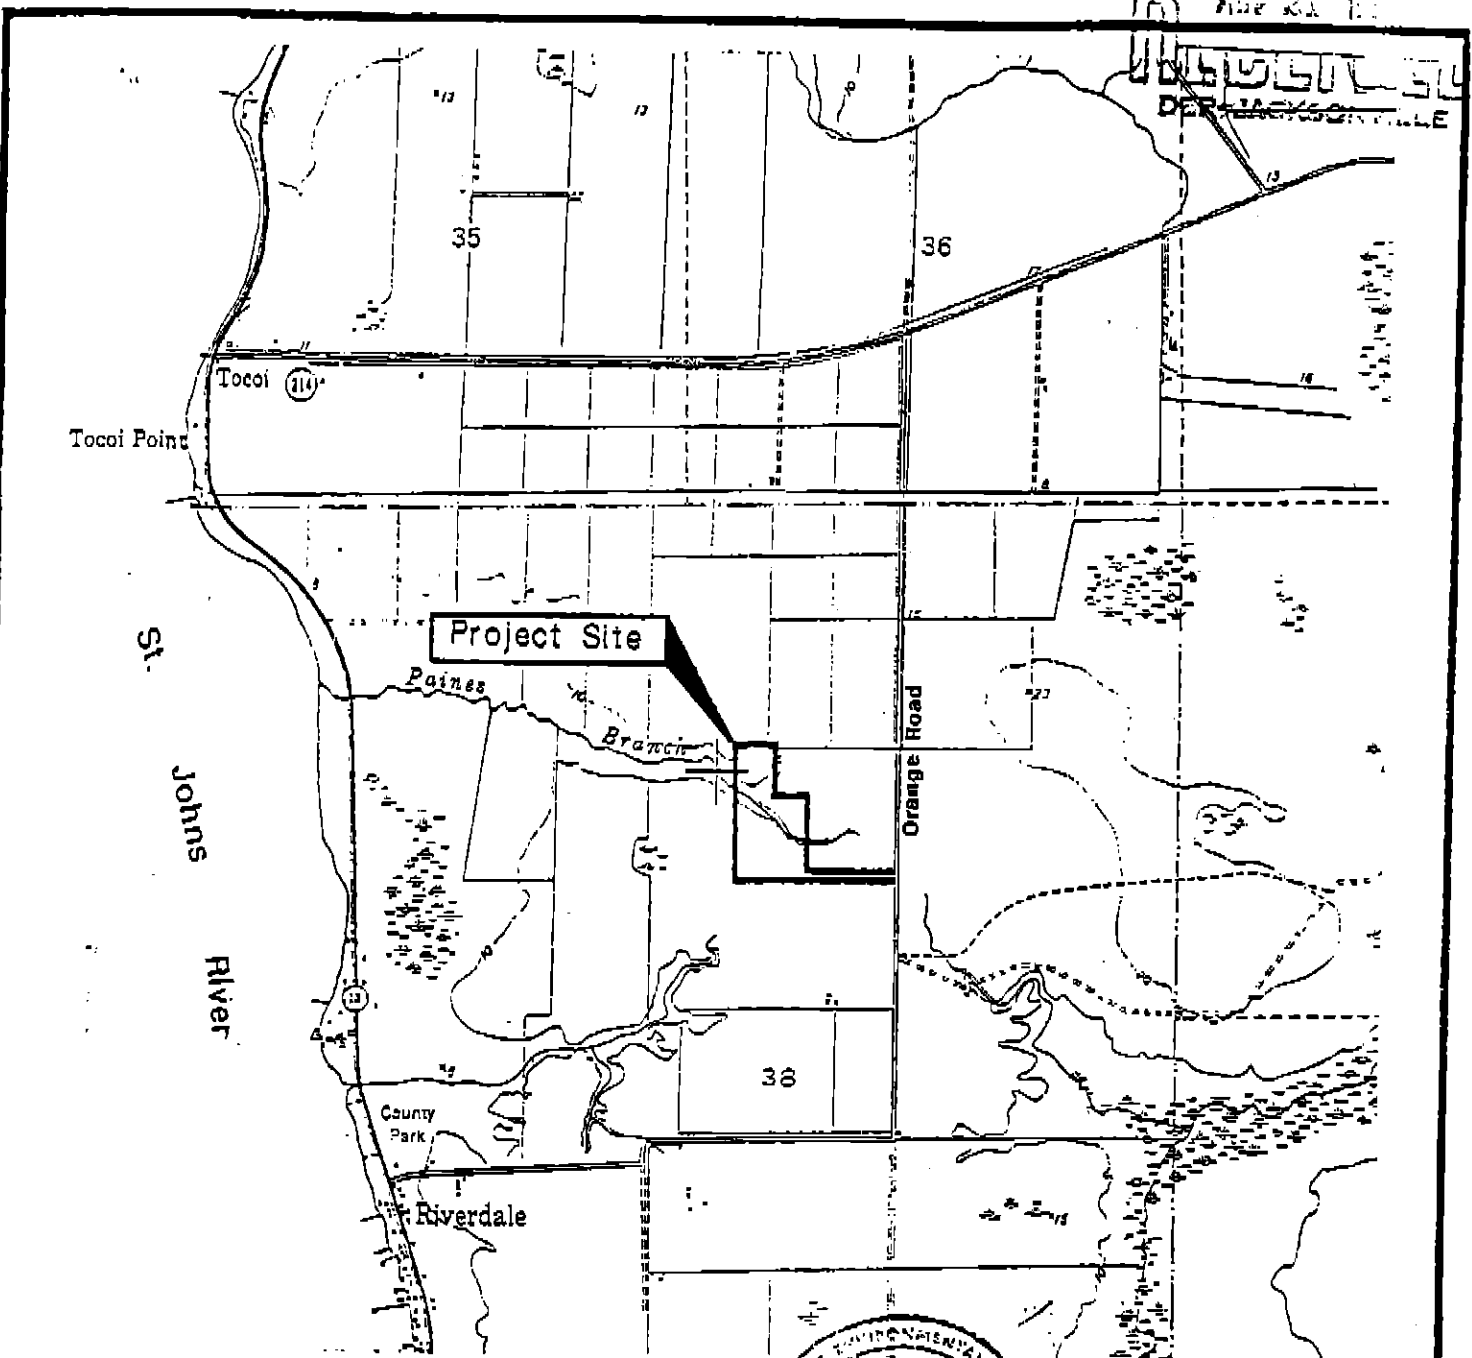 35
36
Tocoi
214
Tocoi Point
Project Site
Paines
Branch
Orange Road
St.
Johns
River
13
38
County
Park
Riverdale